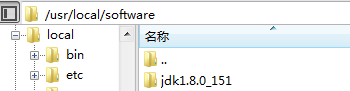 /usr/local/software
local
bin
etc
名称
..
jdk1.8.0_151